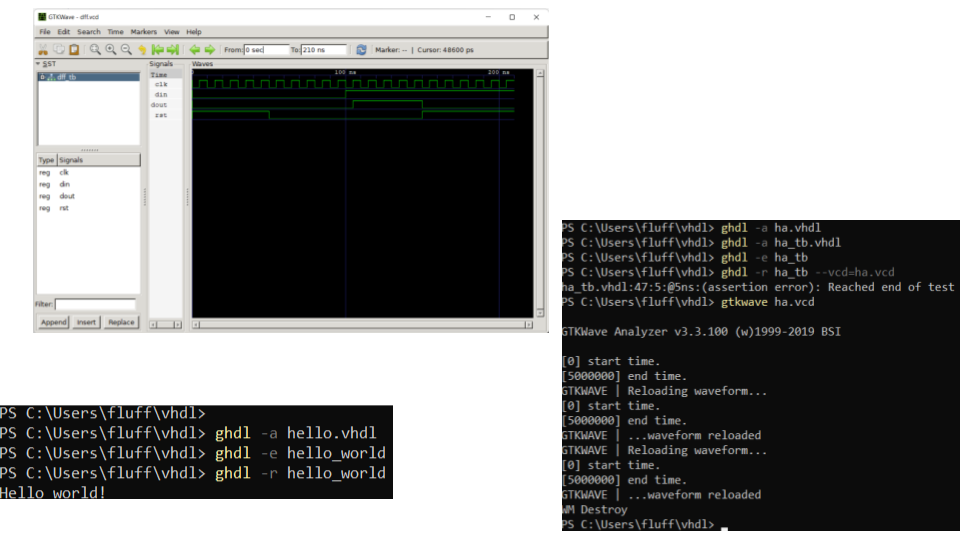 GTKWave - dff.vcd
File Edit Search Time Markers View Help
From: 0 sec To: 210 ns Marker: -- | Cursor: 48600 ps
SST
dff_tb
Type Signals
reg clk
reg din
reg dout
reg rst
Filter:
Append Insert Replace
Signals
Time
clk
din
dout
rst
Waves
100 ns 200 ns
PS C:\Users\fluff\vhdl> ghdl -a ha.vhdl
PS C:\Users\fluff\vhdl> ghdl -a ha_tb.vhdl
PS C:\Users\fluff\vhdl> ghdl -e ha_tb
PS C:\Users\fluff\vhdl> ghdl -r ha_tb --vcd=ha.vcd
ha_tb.vhdl:47:5:@5ns:(assertion error): Reached end of test
PS C:\Users\fluff\vhdl> gtkwave ha.vcd
GTKWave Analyzer v3.3.100 (w)1999-2019 BSI
[0] start time.
[5000000] end time.
GTKWAVE | Reloading waveform...
[0] start time.
[5000000] end time.
GTKWAVE | ...waveform reloaded
GTKWAVE | Reloading waveform...
[0] start time.
[5000000] end time.
GTKWAVE | ...waveform reloaded
WM Destroy
PS C:\Users\fluff\vhdl>
PS C:\Users\fluff\vhdl>
PS C:\Users\fluff\vhdl> ghdl -a hello.vhdl
PS C:\Users\fluff\vhdl> ghdl -e hello_world
PS C:\Users\fluff\vhdl> ghdl -r hello_world
Hello world!